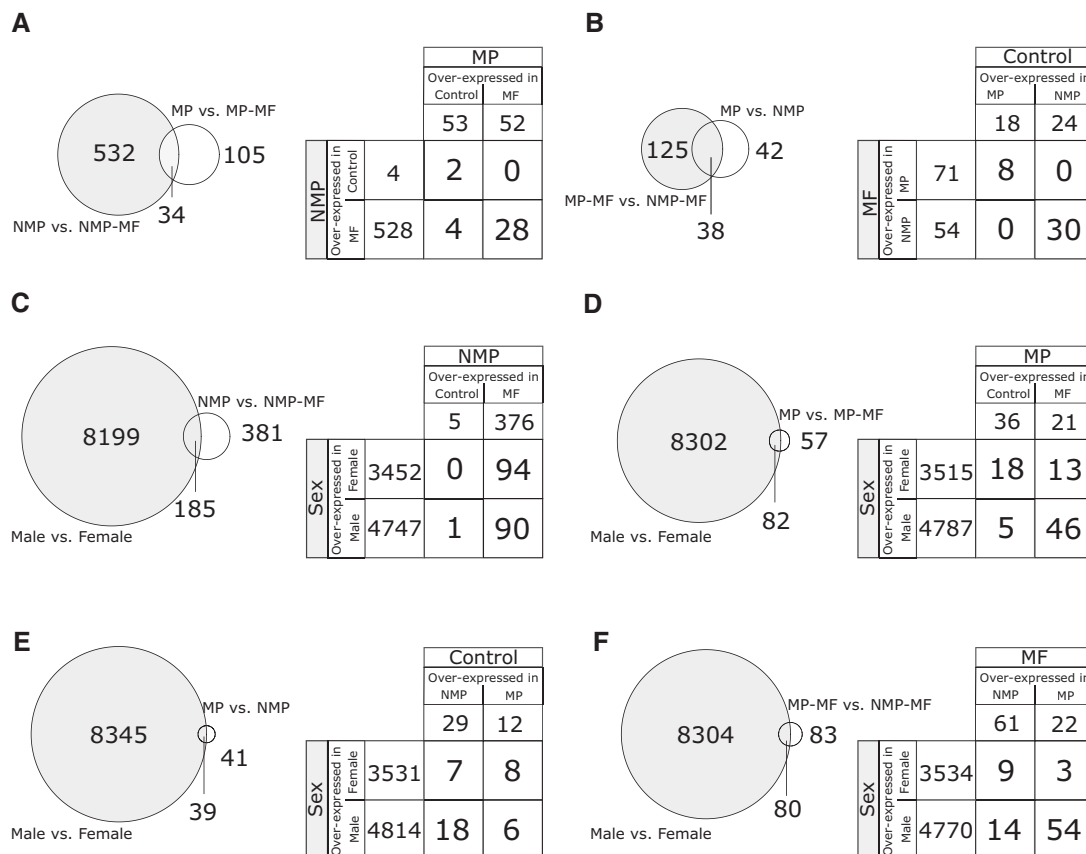 A
MP vs. MP-MF
532
105
34
NMP vs. NMP-MF
MP
Over-expressed in
Control MF
53 52
NMP
Over-expressed in
Control
4 2 0
MF
528 4 28
B
MP vs. NMP
125
42
MP-MF vs. NMP-MF
38
Control
Over-expressed in
MP NMP
18 24
MF
Over-expressed in
MP
71 8 0
NMP
54 0 30
C
NMP vs. NMP-MF
8199
381
185
Male vs. Female
NMP
Over-expressed in
Control MF
5 376
Sex
Over-expressed in
Female
3452 0 94
Male
4747 1 90
D
MP vs. MP-MF
8302
57
82
Male vs. Female
MP
Over-expressed in
Control MF
36 21
Sex
Over-expressed in
Female
3515 18 13
Male
4787 5 46
E
MP vs. NMP
8345
41
39
Male vs. Female
Control
Over-expressed in
NMP MP
29 12
Sex
Over-expressed in
Female
3531 7 8
Male
4814 18 6
F
MP-MF vs. NMP-MF
8304
83
80
Male vs. Female
MF
Over-expressed in
NMP MP
61 22
Sex
Over-expressed in
Female
3534 9 3
Male
4770 14 54